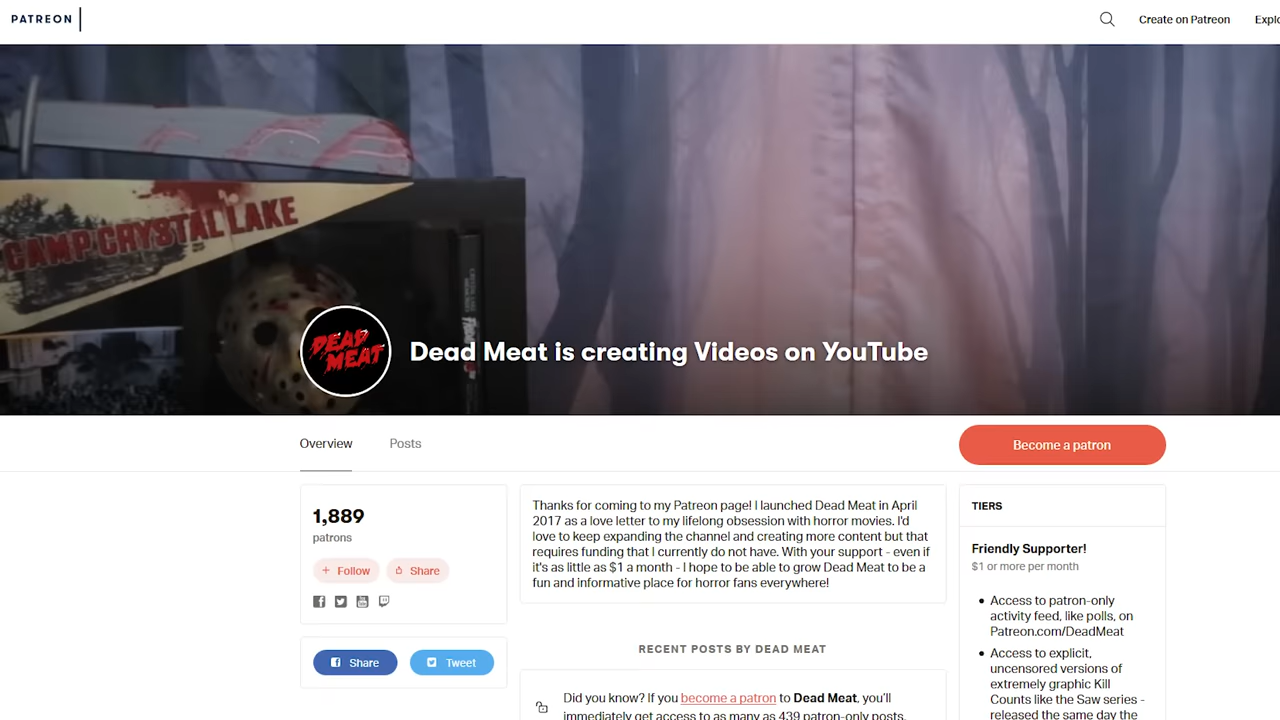 PATREON
Create on Patreon
CAMP CRYSTAL LAKE
DEAD
MEAT
Dead Meat is creating Videos on YouTube
Overview
Posts
Become a patron
1,889
patrons
+ Follow
Share
Share
Tweet
Thanks for coming to my Patreon page! I launched Dead Meat in April
2017 as a love letter to my lifelong obsession with horror movies. I'd
love to keep expanding the channel and creating more content but that
requires funding that I currently do not have. With your support - even if
it's as little as $1 a month - I hope to be able to grow Dead Meat to be a
fun and informative place for horror fans everywhere!
RECENT POSTS BY DEAD MEAT
Did you know? If you become a patron to Dead Meat, you'll
immediately get access to as many as 439 patron-only posts.
TIERS
Friendly Supporter!
$1 or more per month
• Access to patron-only
activity feed, like polls, on
Patreon.com/DeadMeat
• Access to explicit,
uncensored versions of
extremely graphic Kill
Counts like the Saw series -
released the same day the